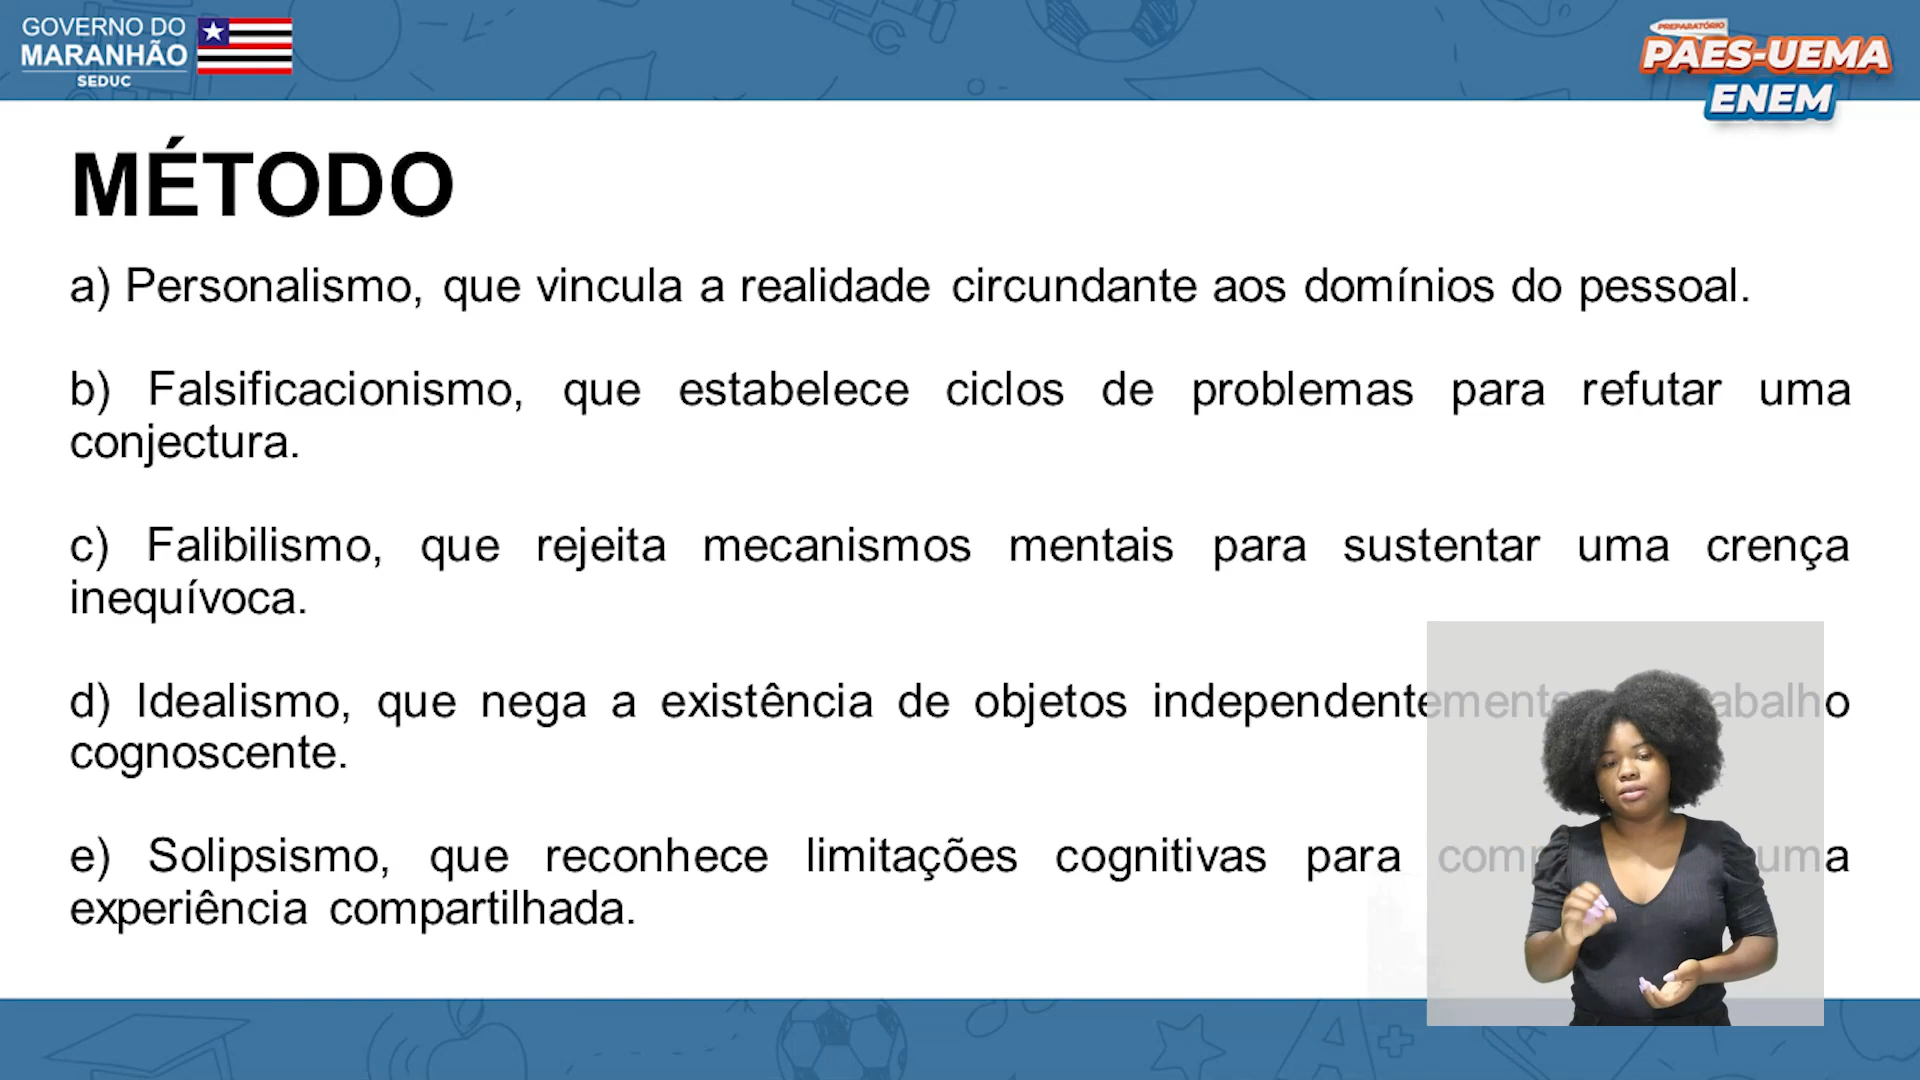 GOVERNO DO
MARANHÃO
SEDUC
PREPARATÓRIO
PAES-UEMA
ENEM
MÉTODO
a) Personalismo, que vincula a realidade circundante aos domínios do pessoal.
b) Falsificacionismo, que estabelece ciclos de problemas para refutar uma
conjectura.
c) Falibilismo, que rejeita mecanismos mentais para sustentar uma crença
inequívoca.
d) Idealismo, que nega a existência de objetos independentemente
cognoscente.
e) Solipsismo, que reconhece limitações cognitivas para uma
experiência compartilhada.